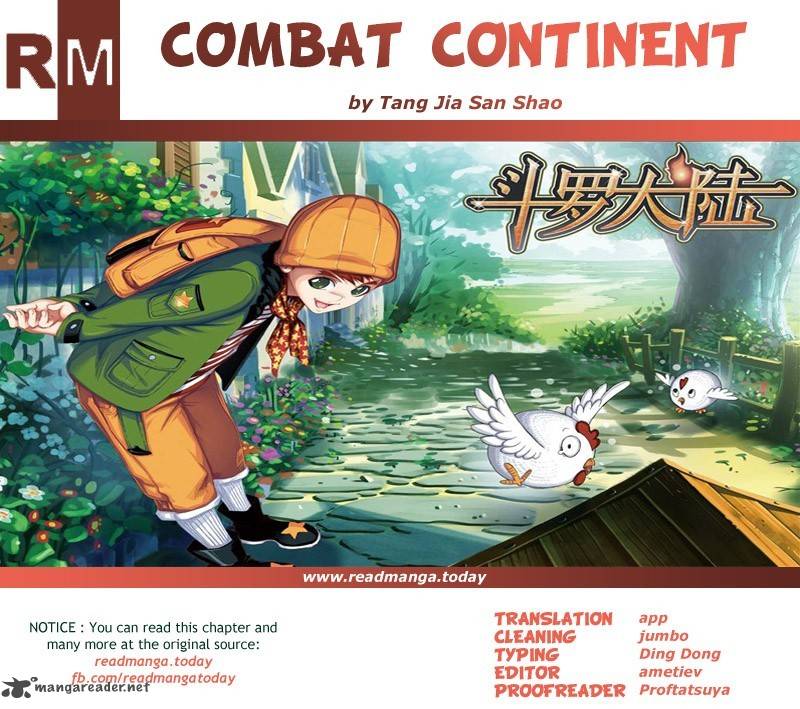 RM
COMBAT CONTINENT
by Tang Jia San Shao
斗罗大陆
www.readmanga.today
NOTICE : You can read this chapter and
many more at the original source:
readmanga.today
fb.com/readmangatoday
mangareader.net
TRANSLATION app
CLEANING jumbo
TYPING Ding Dong
EDITOR ametiev
PROOFREADER Proftatsuya